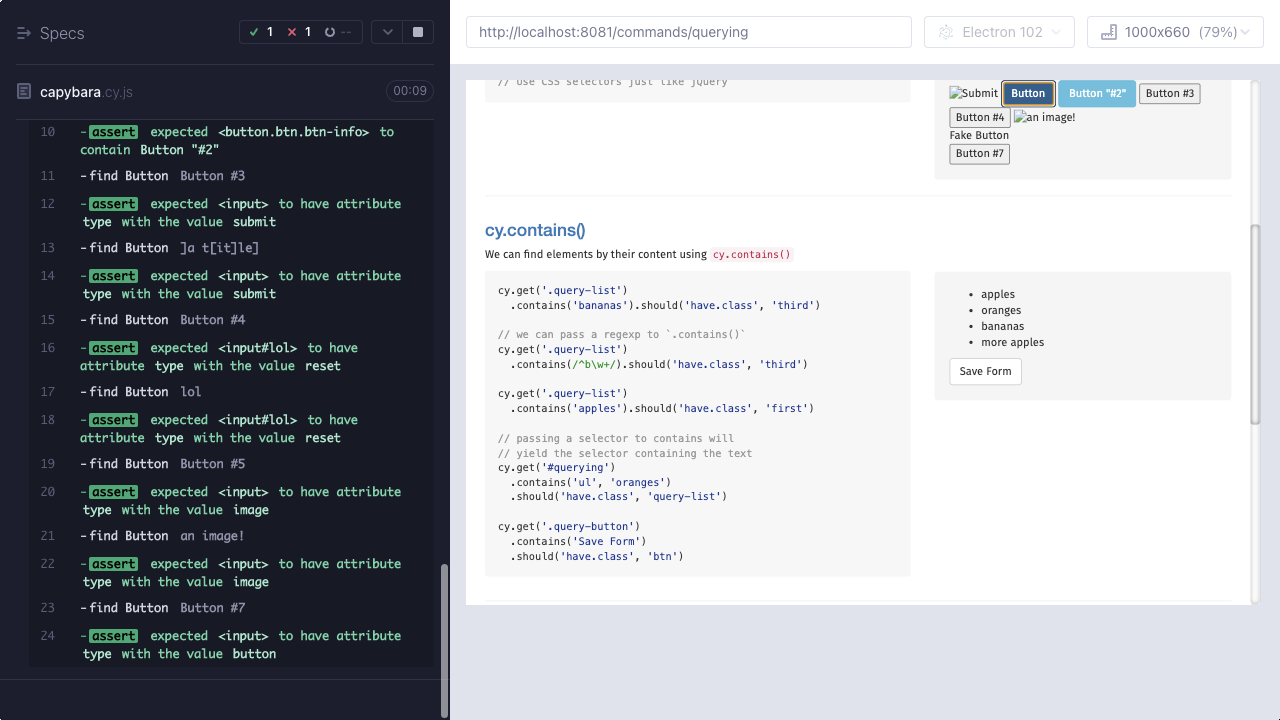 Specs
1
1
--
capybara.cy.js
00:09
10 -assert expected <button.btn.btn-info> to
contain Button "#2"
11 -find Button Button #3
12 -assert expected <input> to have attribute
type with the value submit
13 -find Button ]a t[it]le]
14 -assert expected <input> to have attribute
type with the value submit
15 -find Button Button #4
16 -assert expected <input#lol> to have
attribute type with the value reset
17 -find Button lol
18 -assert expected <input#lol> to have
attribute type with the value reset
19 -find Button Button #5
20 -assert expected <input> to have attribute
type with the value image
21 -find Button an image!
22 -assert expected <input> to have attribute
type with the value image
23 -find Button Button #7
24 -assert expected <input> to have attribute
type with the value button
http://localhost:8081/commands/querying
Electron 102
1000x660 (79%)
// use CSS selectors just like jQuery
Submit Button Button "#2" Button #3
Button #4 an image!
Fake Button
Button #7
cy.contains()
We can find elements by their content using cy.contains()
cy.get('.query-list')
.contains('bananas').should('have.class', 'third')
// we can pass a regexp to `.contains()`
cy.get('.query-list')
.contains(/^b\w+/).should('have.class', 'third')
cy.get('.query-list')
.contains('apples').should('have.class', 'first')
// passing a selector to contains will
// yield the selector containing the text
cy.get('#querying')
.contains('ul', 'oranges')
.should('have.class', 'query-list')
cy.get('.query-button')
.contains('Save Form')
.should('have.class', 'btn')
• apples
• oranges
• bananas
• more apples
Save Form